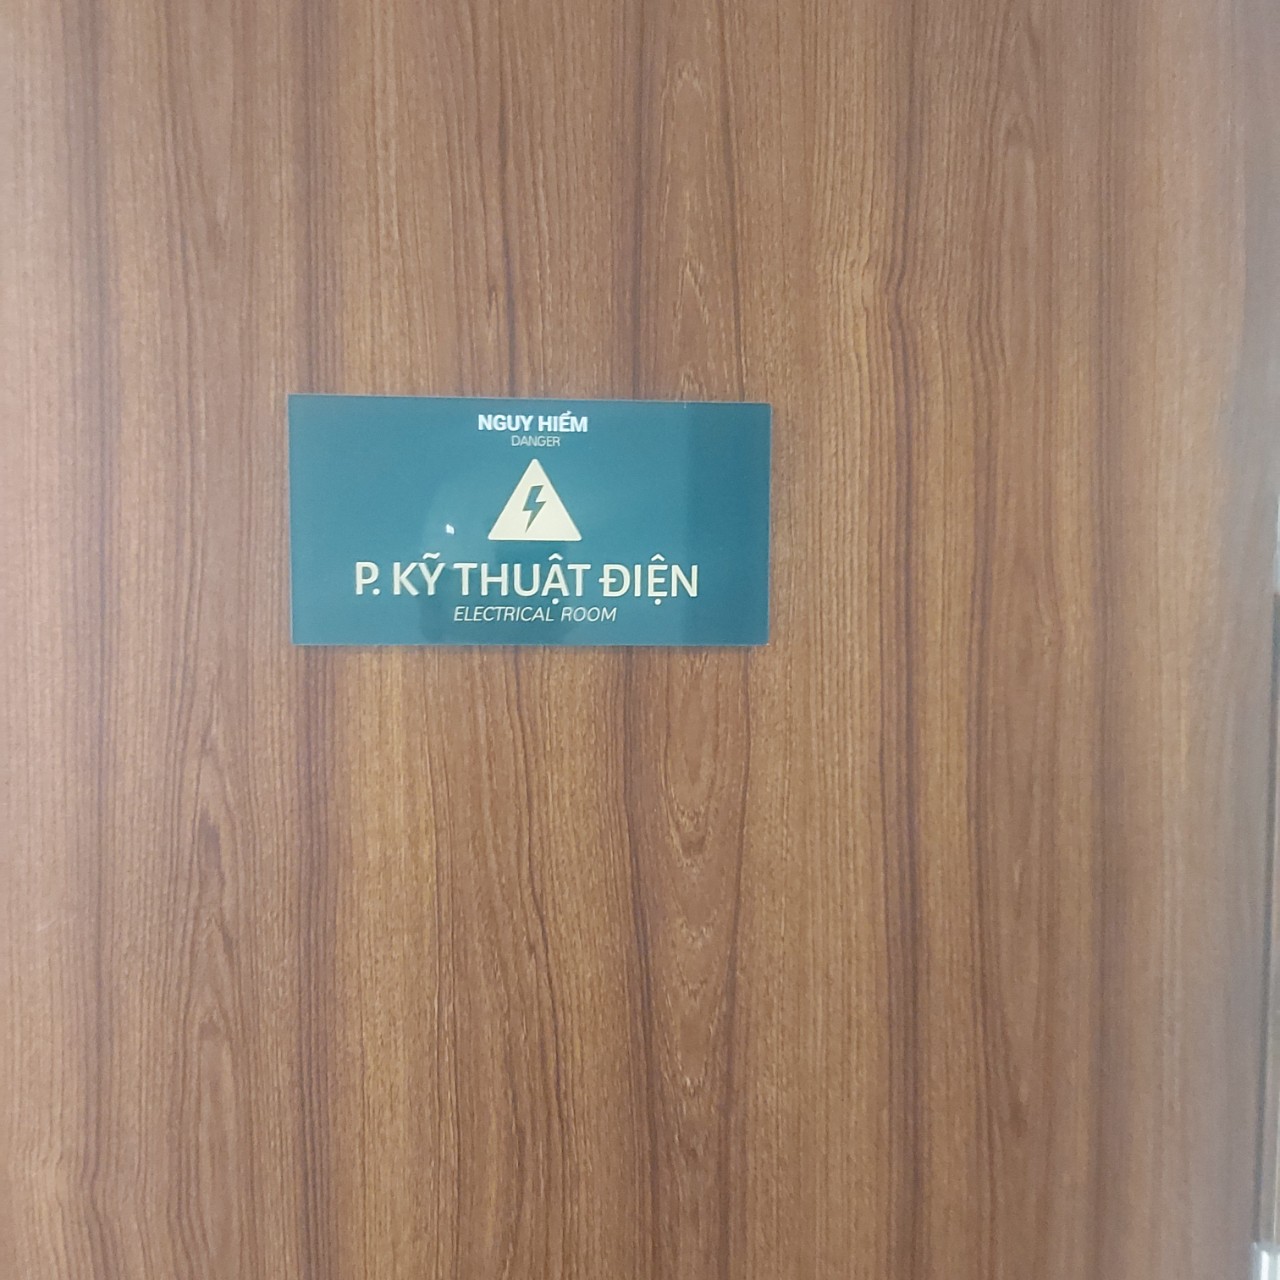 NGUY HIỂM
DANGER
P. KỸ THUẬT ĐIỆN
ELECTRICAL ROOM